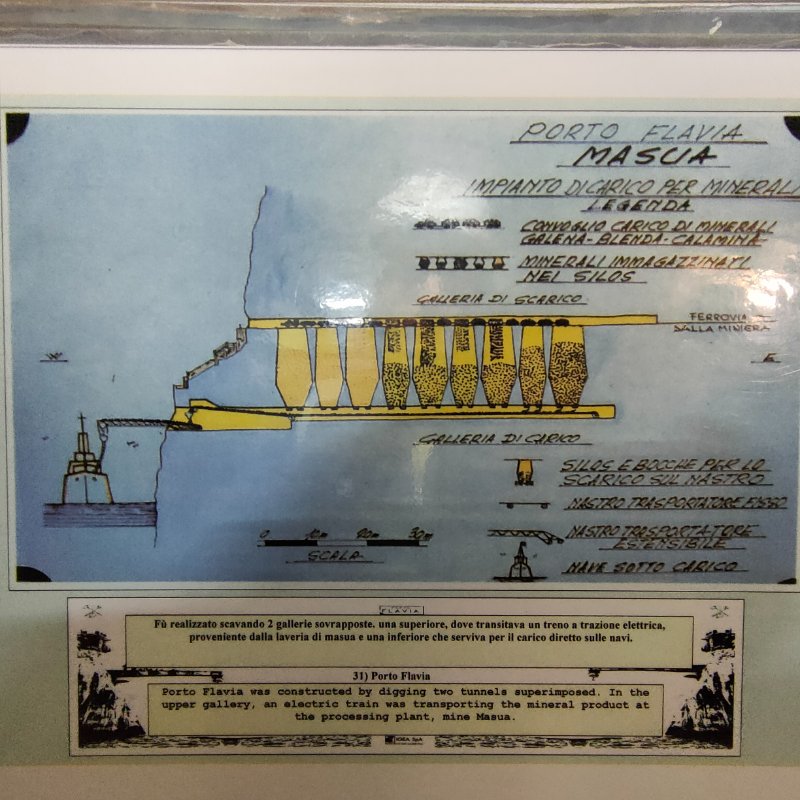 PORTO FLAVIA
MASUA
IMPIANTO DI CARICO PER MINERALI
LEGENDA
CONVOGLIO CARICO DI MINERALI
GALENA-BLENDA-CALAMINA
MINERALI IMMAGAZZINATI
NEI SILOS
GALLERIA DI SCARICO
FERROVIA
DALLA MINIERA
W
E
GALLERIA DI CARICO
SILOS E BOCCHE PER LO
SCARICO SUL NASTRO
NASTRO TRASPORTATORE FISSO
NASTRO TRASPORTATORE
ESTENSIBILE
NAVE SOTTO CARICO
0 10m 20m 30m
SCALA
FLAVIA
Fù realizzato scavando 2 gallerie sovrapposte. una superiore, dove transitava un treno a trazione elettrica,
proveniente dalla laveria di masua e una inferiore che serviva per il carico diretto sulle navi.
31) Porto Flavia
Porto Flavia was constructed by digging two tunnels superimposed. In the
upper gallery, an electric train was transporting the mineral product at
the processing plant, mine Masua.
IGEA SpA